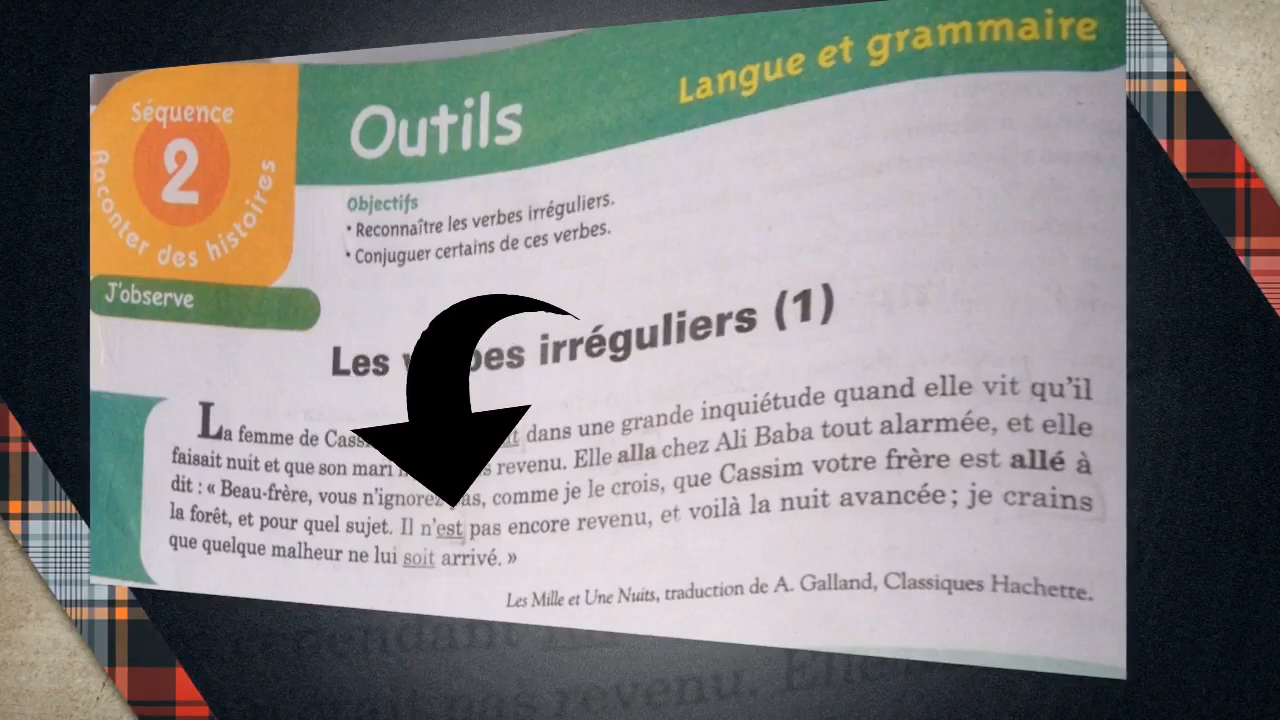 Séquence
2
Raconter des histoires
Outils
Langue et grammaire
Objectifs
• Reconnaître les verbes irréguliers.
• Conjuguer certains de ces verbes.
J'observe
Les irréguliers (1)
La femme de dans une grande inquiétude quand elle vit qu'il
faisait nuit et que son mari revenu. Elle alla chez Ali Baba tout alarmée, et elle
dit : « Beau-frère, vous n'ignorez pas, comme je le crois, que Cassim votre frère est allé à
la forêt, et pour quel sujet. Il n'est pas encore revenu, et voilà la nuit avancée ; je crains
que quelque malheur ne lui soit arrivé. »
Les Mille et Une Nuits, traduction de A. Galland, Classiques Hachette.
pas revenu. Elle